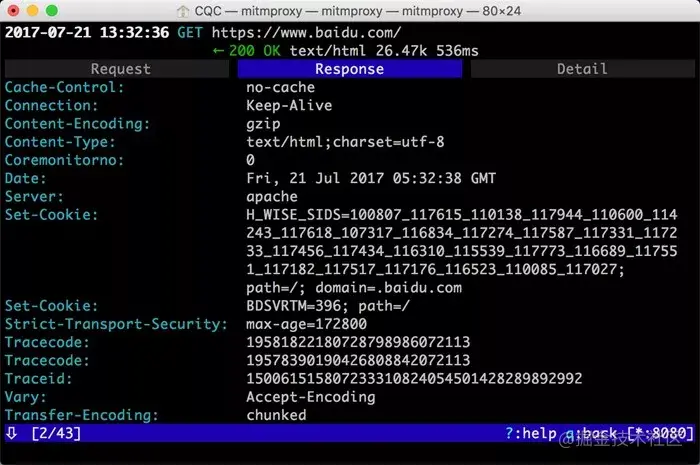 CQC — mitmproxy — mitmproxy — 80×24
2017-07-21 13:32:36 GET https://www.baidu.com/
← 200 OK text/html 26.47k 536ms
Request Response Detail
Cache-Control: no-cache
Connection: Keep-Alive
Content-Encoding: gzip
Content-Type: text/html;charset=utf-8
Coremonitorno: 0
Date: Fri, 21 Jul 2017 05:32:38 GMT
Server: apache
Set-Cookie: H_WISE_SIDS=100807_117615_110138_117944_110600_114
243_117618_107317_116834_117274_117587_117331_1172
33_117456_117434_116310_115539_117773_116689_11755
1_117182_117517_117176_116523_110085_117027;
path=/; domain=.baidu.com
Set-Cookie: BDSVRTM=396; path=/
Strict-Transport-Security: max-age=172800
Tracecode: 19581822180728798986072113
Tracecode: 19578390190426808842072113
Traceid: 150061515807233310824054501428289892992
Vary: Accept-Encoding
Transfer-Encoding: chunked
⇩ [2/43] ?:help q:back [*:8080]
@掘金技术社区